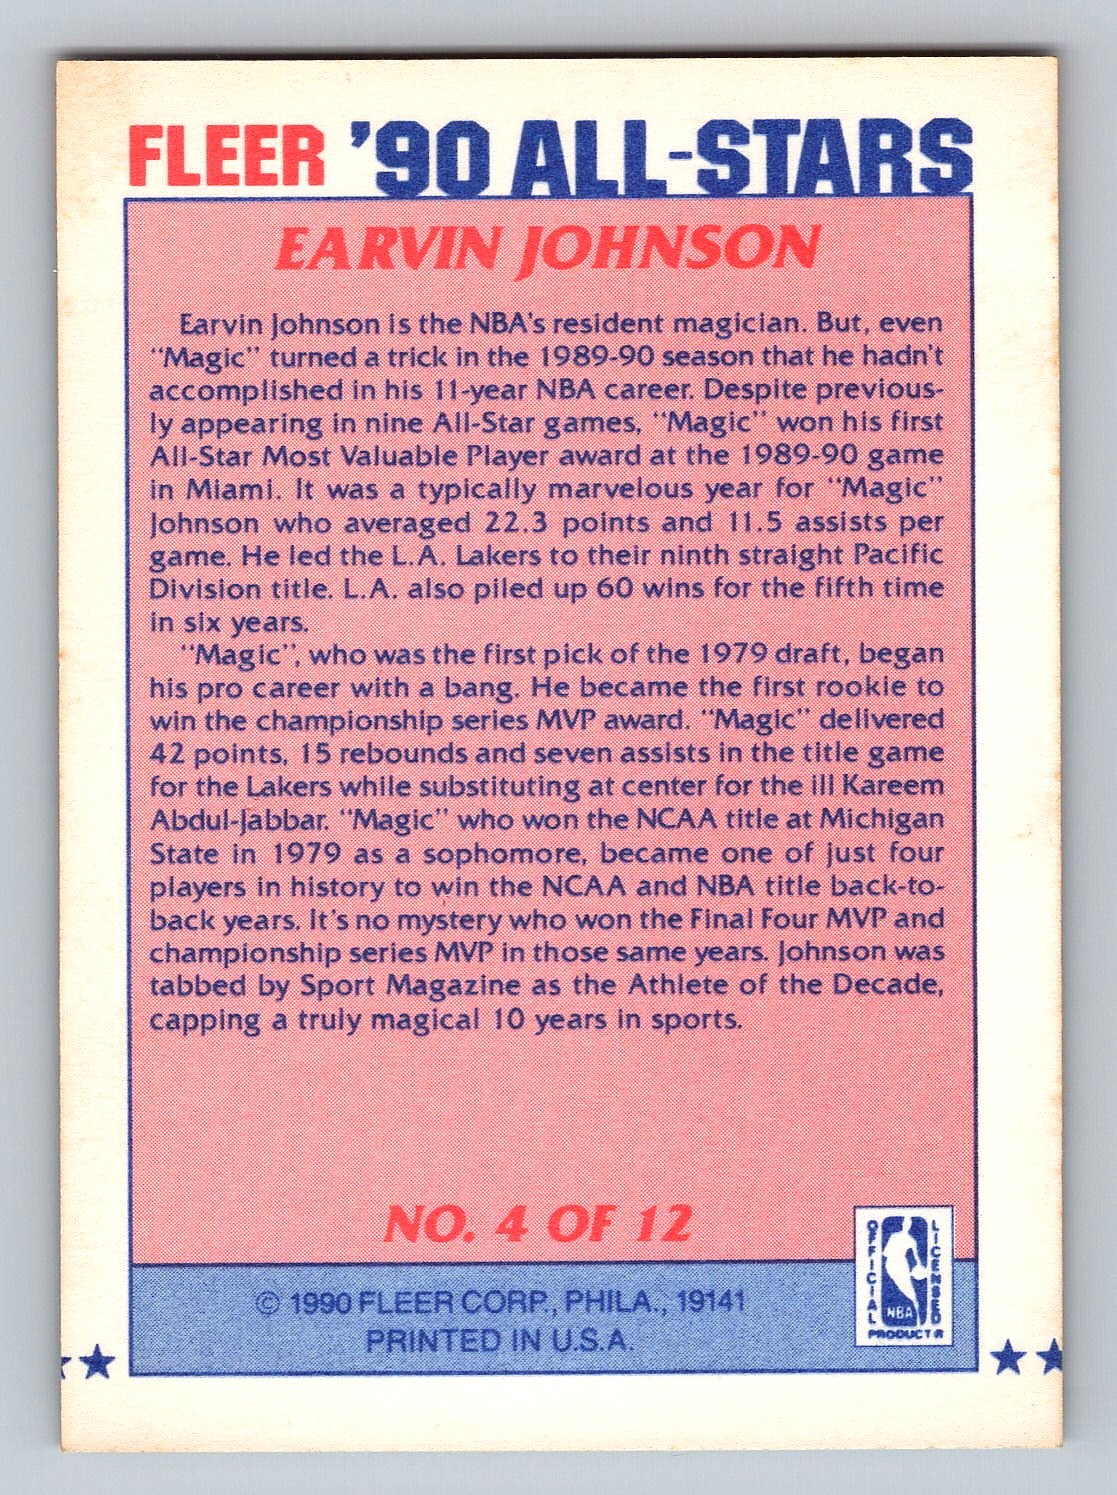 FLEER '90 ALL-STARS
EARVIN JOHNSON
Earvin Johnson is the NBA's resident magician. But, even
"Magic" turned a trick in the 1989-90 season that he hadn't
accomplished in his 11-year NBA career. Despite previous-
ly appearing in nine All-Star games, "Magic" won his first
All-Star Most Valuable Player award at the 1989-90 game
in Miami. It was a typically marvelous year for "Magic"
Johnson who averaged 22.3 points and 11.5 assists per
game. He led the L.A. Lakers to their ninth straight Pacific
Division title. L.A. also piled up 60 wins for the fifth time
in six years.
"Magic", who was the first pick of the 1979 draft, began
his pro career with a bang. He became the first rookie to
win the championship series MVP award. "Magic" delivered
42 points, 15 rebounds and seven assists in the title game
for the Lakers while substituting at center for the ill Kareem
Abdul-Jabbar. "Magic" who won the NCAA title at Michigan
State in 1979 as a sophomore, became one of just four
players in history to win the NCAA and NBA title back-to-
back years. It's no mystery who won the Final Four MVP and
championship series MVP in those same years. Johnson was
tabbed by Sport Magazine as the Athlete of the Decade,
capping a truly magical 10 years in sports.
NO. 4 OF 12
OFFICIAL LICENSED
NBA
PRODUCT ®
© 1990 FLEER CORP., PHILA., 19141
PRINTED IN U.S.A.